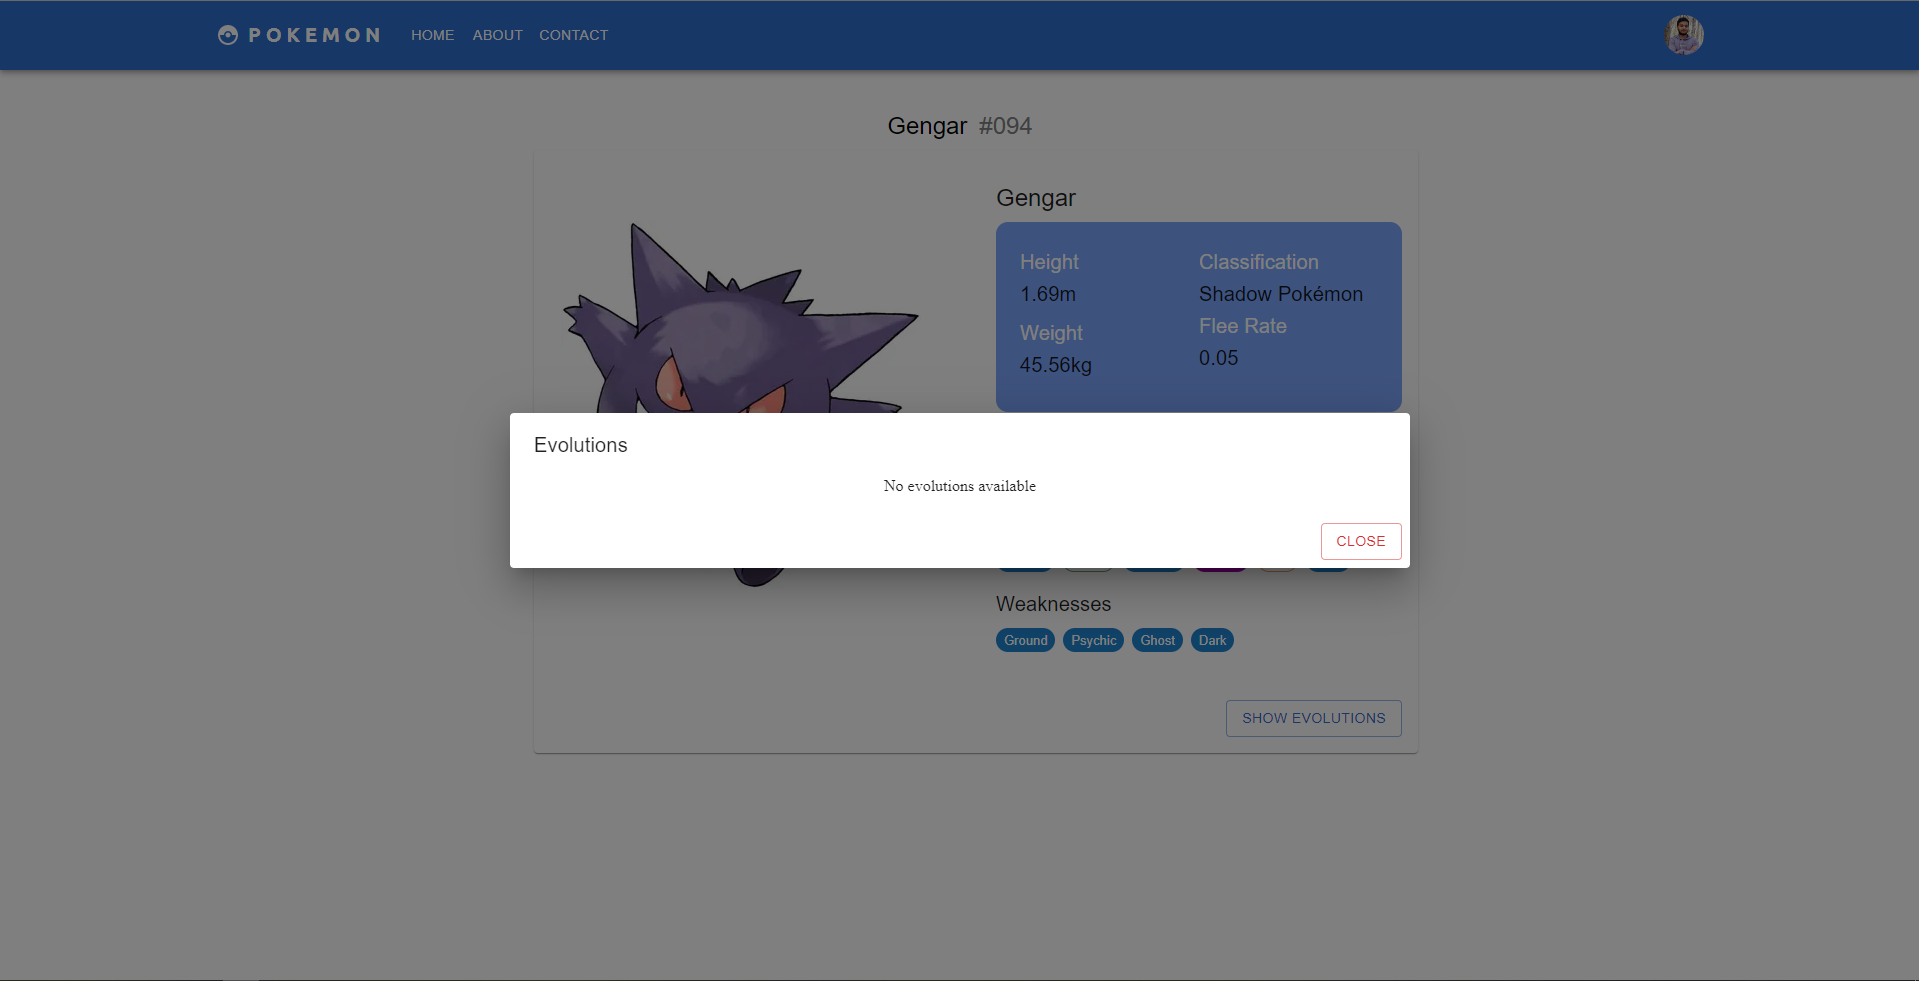 POKEMON HOME ABOUT CONTACT
Gengar #094
Gengar
Height
1.69m
Weight
45.56kg
Classification
Shadow Pokémon
Flee Rate
0.05
Evolutions
No evolutions available
CLOSE
Weaknesses
Ground Psychic Ghost Dark
SHOW EVOLUTIONS